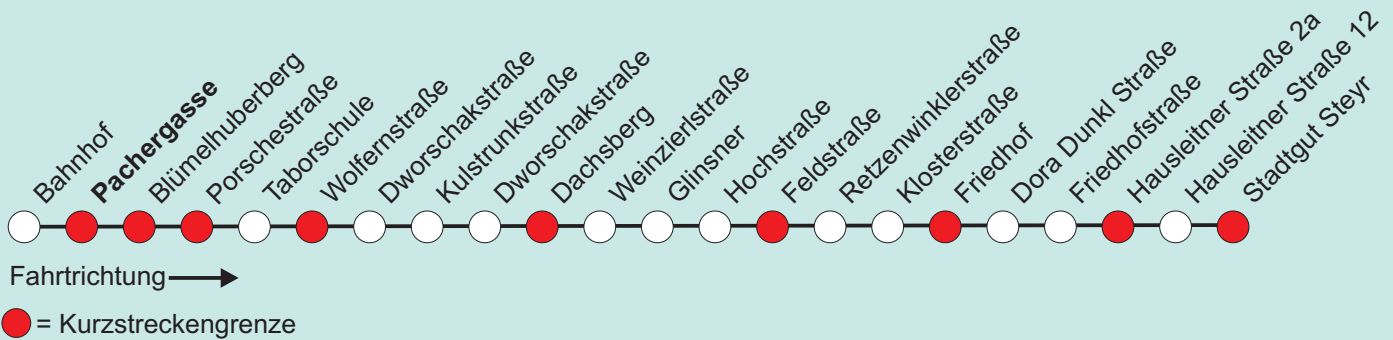 Bahnhof
Pachergasse
Blümelhuberberg
Porschestraße
Taborschule
Wolfernstraße
Dworschakstraße
Kulstrunkstraße
Dworschakstraße
Dachsberg
Weinzierlstraße
Glinsner
Hochstraße
Feldstraße
Retzenwinklerstraße
Klosterstraße
Friedhof
Dora Dunkl Straße
Friedhofstraße
Hausleitner Straße 2a
Hausleitner Straße 12
Stadtgut Steyr
Fahrtrichtung
= Kurzstreckengrenze